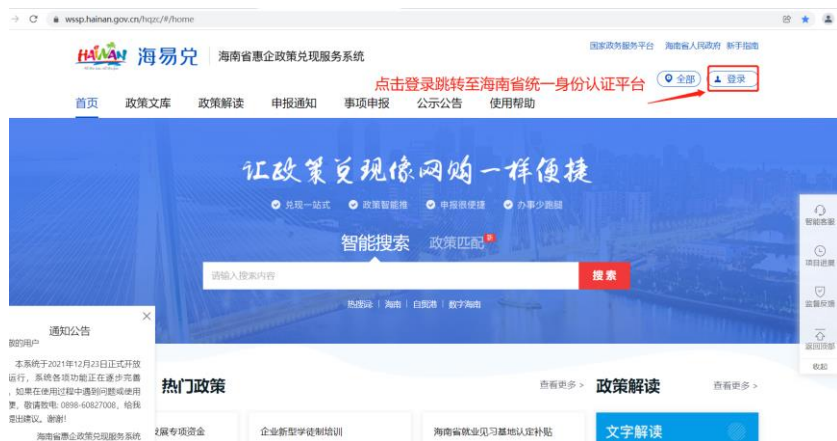 wssp.hainan.gov.cn/hqzc/#/home
国家政务服务平台 海南省人民政府 新手指南
HAINAN 海易兑 海南省惠企政策兑现服务系统
点击登录跳转至海南省统一身份认证平台
全部 登录
首页 政策文库 政策解读 申报通知 事项申报 公示公告 使用帮助
让政策兑现像网购一样便捷
兑现一站式 政策智能推 申报很便捷 办事少跑腿
智能搜索 政策匹配
请输入搜索内容 搜索
热搜词 海南 自贸港 数字海南
智能客服
项目进度
监督反馈
返回顶部
收起
通知公告
的用户
本系统于2021年12月23日正式开放
运行,系统各项功能正在逐步完善
,如果在使用过程中遇到问题或使用
便,敬请致电: 0898-60827008,给我
提出建议。谢谢!
海南省惠企政策兑现服务系统
热门政策 查看更多 >
发展专项资金 企业新型学徒制培训 海南省就业见习基地认定补贴
政策解读 查看更多 >
文字解读